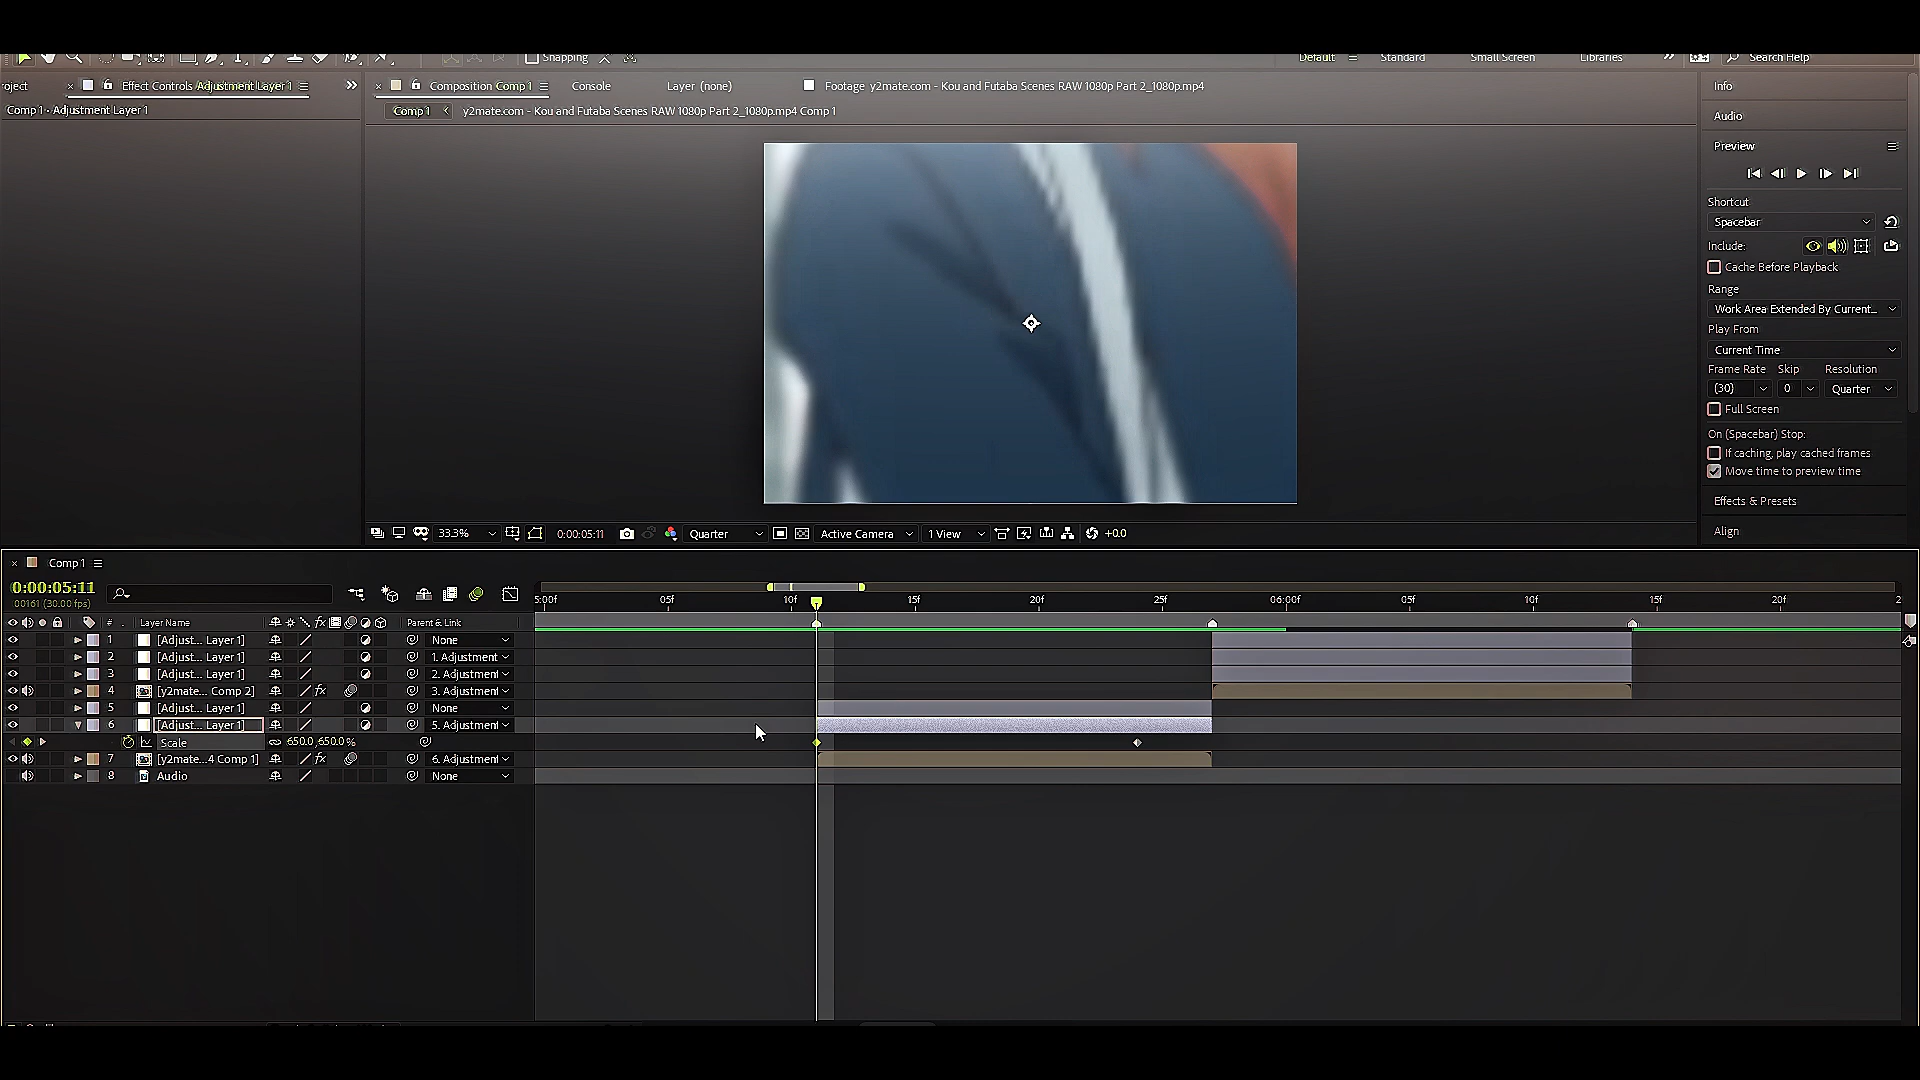 Snapping
Default Standard Small Screen Libraries Search Help
oject Effect Controls Adjustment Layer 1 Composition Comp 1 Console Layer (none) Footage y2mate.com - Kou and Futaba Scenes RAW 1080p Part 2_1080p.mp4
Comp 1 - Adjustment Layer 1
Comp 1 y2mate.com - Kou and Futaba Scenes RAW 1080p Part 2_1080p.mp4 Comp 1
Info
Audio
Preview
Shortcut
Spacebar
Include:
Cache Before Playback
Range
Work Area Extended By Current...
Play From
Current Time
Frame Rate Skip Resolution
(30) 0 Quarter
Full Screen
On (Spacebar) Stop:
If caching, play cached frames
Move time to preview time
Effects & Presets
Align
33.3% 0:00:05:11 Quarter Active Camera 1 View +0.0
Comp 1
0:00:05:11
00161 (30.00 fps)
5:00f 05f 10f 15f 20f 25f 06:00f 05f 10f 15f 20f 2
# Layer Name fx Parent & Link
1 [Adjust... Layer 1] None
2 [Adjust... Layer 1] 1. Adjustment
3 [Adjust... Layer 1] 2. Adjustment
4 [y2mate... Comp 2] fx 3. Adjustment
5 [Adjust... Layer 1] None
6 [Adjust... Layer 1] 5. Adjustment
Scale 650.0, 650.0%
7 [y2mate...4 Comp 1] fx 6. Adjustment
8 Audio None